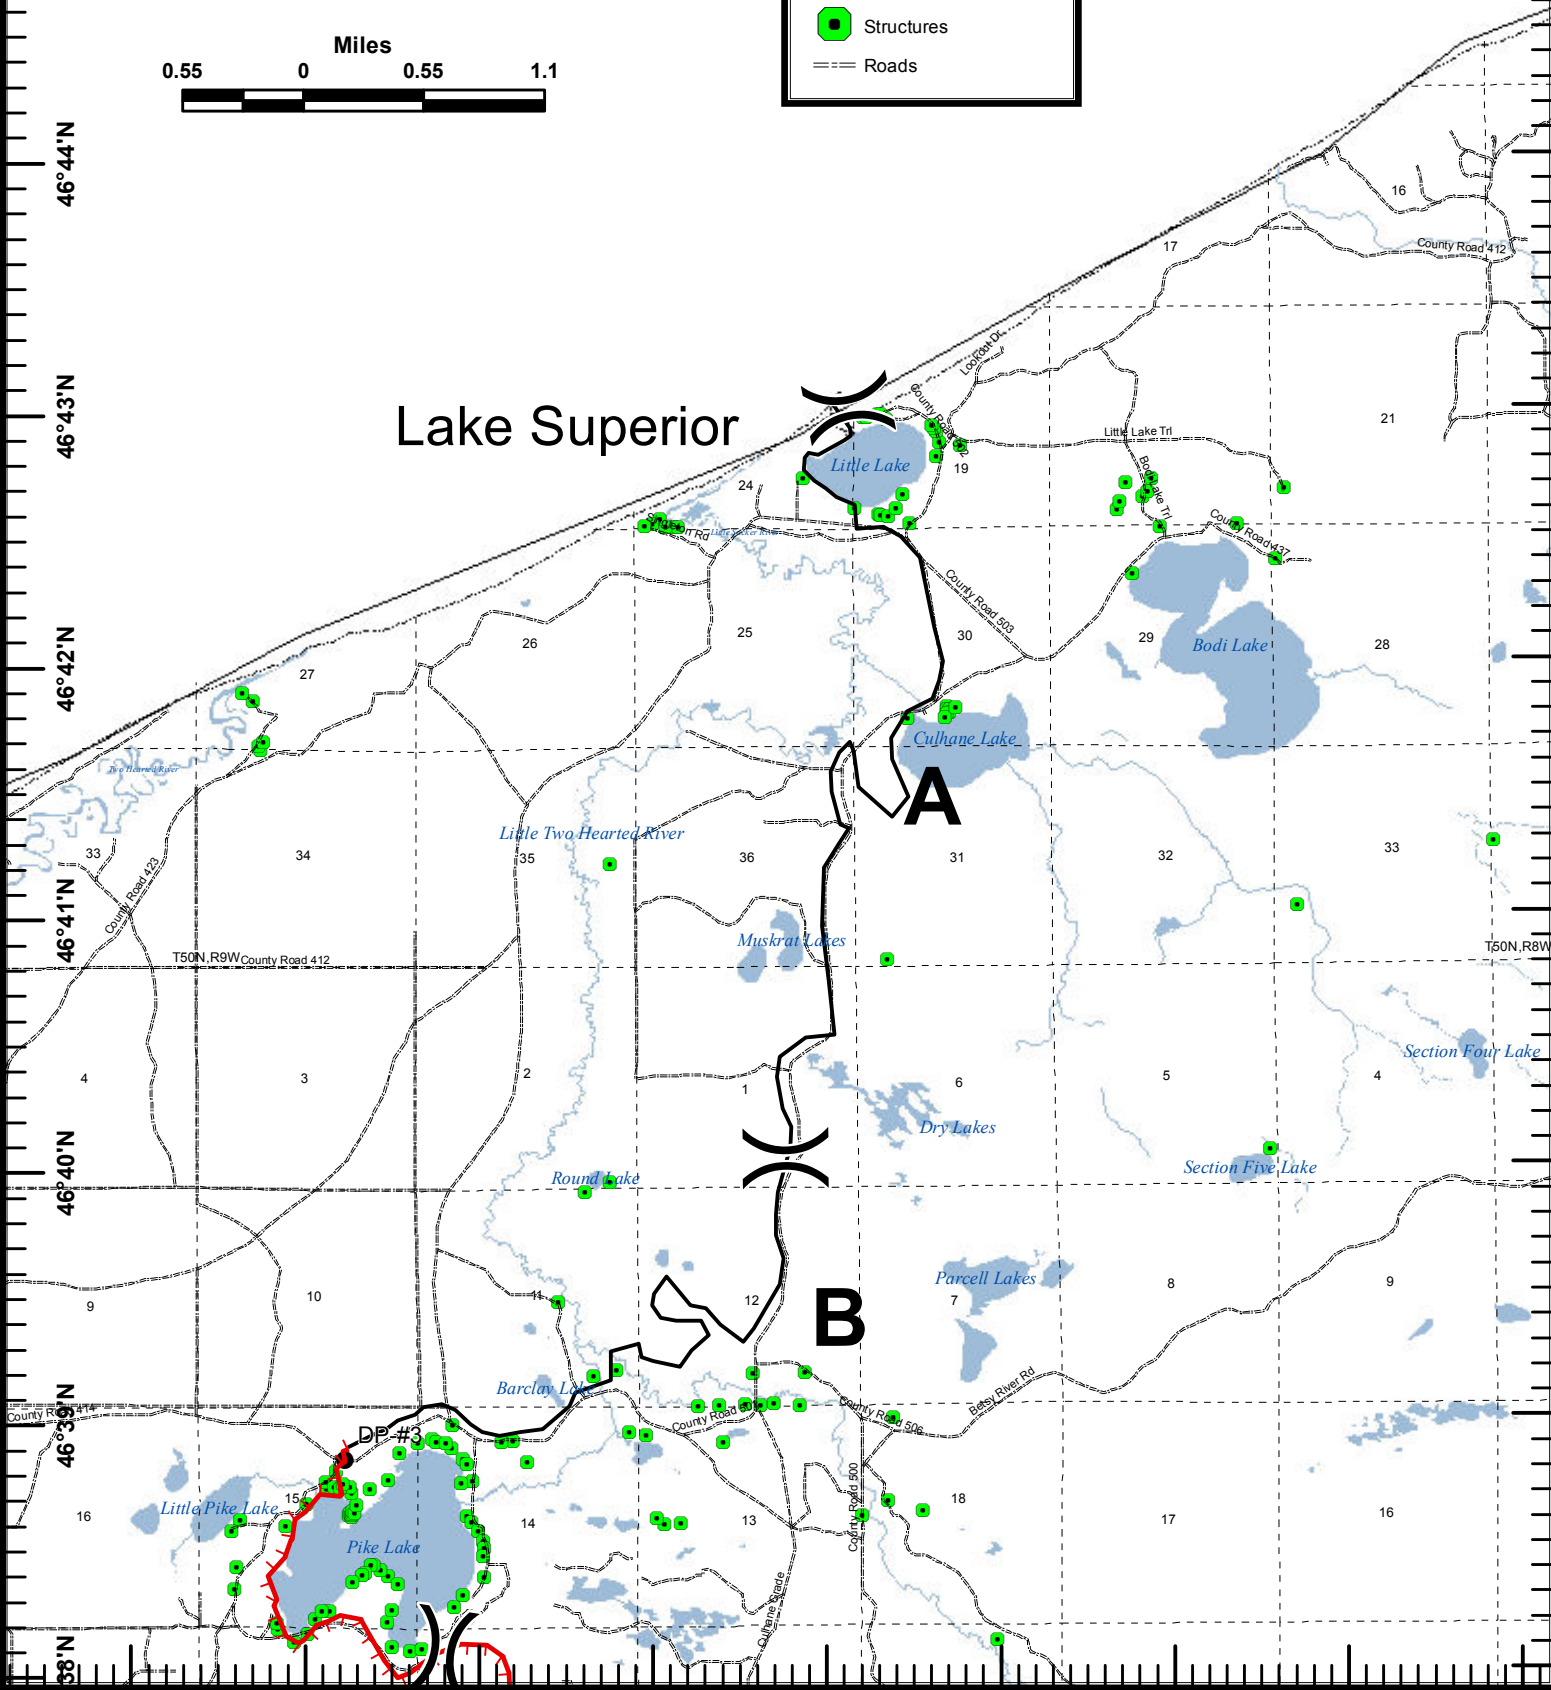 Structures
Roads
Miles
0.55 0 0.55 1.1
46°44'N
16
17
County Road 412
Lookout Dr
46°43'N
Lake Superior
21
Little Lake Trl
Little Lake
19
24
Bodi Lake Trl
County Road 437
County Road 503
46°42'N
27
26
25
30
29
Bodi Lake
28
Culhane Lake
Two Hearted River
A
Little Two Hearted River
33
34
35
36
31
32
33
County Road 423
46°41'N
Muskrat Lakes
T50N,R9W
County Road 412
T50N,R8W
Section Four Lake
4
3
2
1
6
5
4
Dry Lakes
46°40'N
Round Lake
Section Five Lake
Parcell Lakes
9
10
11
12
B
7
8
9
Barclay Lake
Betsy River Rd
46°39'N
County Road 414
County Road 501
County Road 506
DP-#3
County Road 500
Little Pike Lake
15
16
14
13
18
17
16
Pike Lake
Culhane Grade
38'N